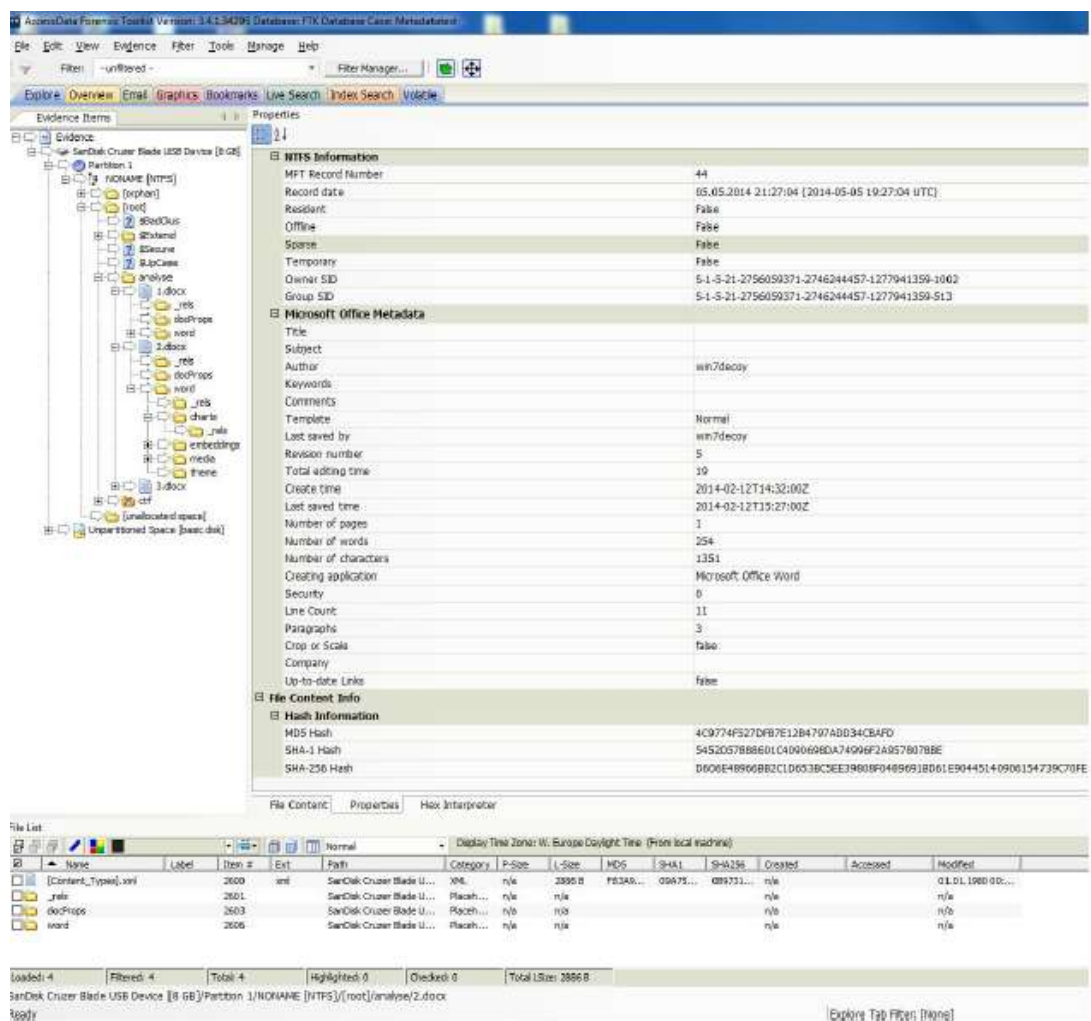 AccessData Forensic Toolkit Version: 3.4.1.34295 Database: FTK Database Case: Metadatatest
File Edit View Evidence Filter Tools Manage Help
Filter: - unfiltered - Filter Manager...
Explore Overview Email Graphics Bookmarks Live Search Index Search Volatile
Evidence Items
Evidence
SanDisk Cruzer Blade USB Device [8 GB]
Partition 1
NONAME [NTFS]
[orphan]
[root]
$BadClus
$Extend
$Secure
$UpCase
analyse
1.docx
_rels
docProps
word
2.docx
_rels
docProps
word
_rels
charts
_rels
embeddings
media
theme
3.docx
ctf
[unallocated space]
Unpartitioned Space [basic disk]
Properties
NTFS Information
MFT Record Number 44
Record date 05.05.2014 21:27:04 (2014-05-05 19:27:04 UTC)
Resident False
Offline False
Sparse False
Temporary False
Owner SID S-1-5-21-2756059371-2746244457-1277941359-1002
Group SID S-1-5-21-2756059371-2746244457-1277941359-513
Microsoft Office Metadata
Title
Subject
Author win7decoy
Keywords
Comments
Template Normal
Last saved by win7decoy
Revision number 5
Total editing time 19
Create time 2014-02-12T14:32:00Z
Last saved time 2014-02-12T15:27:00Z
Number of pages 1
Number of words 254
Number of characters 1351
Creating application Microsoft Office Word
Security 0
Line Count 11
Paragraphs 3
Crop or Scale false
Company
Up-to-date Links false
File Content Info
Hash Information
MD5 Hash
SHA-1 Hash
SHA-256 Hash
File Content Properties Hex Interpreter
File List
Normal Display Time Zone: W. Europe Daylight Time (From local machine)
Name Label Item # Ext Path Category P-Size L-Size MD5 SHA1 SHA256 Created Accessed Modified
[Content_Types].xml 2600 xml SanDisk Cruzer Blade U... XML n/a 2886 B n/a 01.01.1980 00:...
_rels 2601 SanDisk Cruzer Blade U... Placeh... n/a n/a n/a n/a
docProps 2603 SanDisk Cruzer Blade U... Placeh... n/a n/a n/a n/a
word 2606 SanDisk Cruzer Blade U... Placeh... n/a n/a n/a n/a
Loaded: 4 Filtered: 4 Total: 4 Highlighted: 0 Checked: 0 Total LSize: 2886 B
SanDisk Cruzer Blade USB Device [8 GB]/Partition 1/NONAME [NTFS]/[root]/analyse/2.docx
Ready Explore Tab Filter: [None]